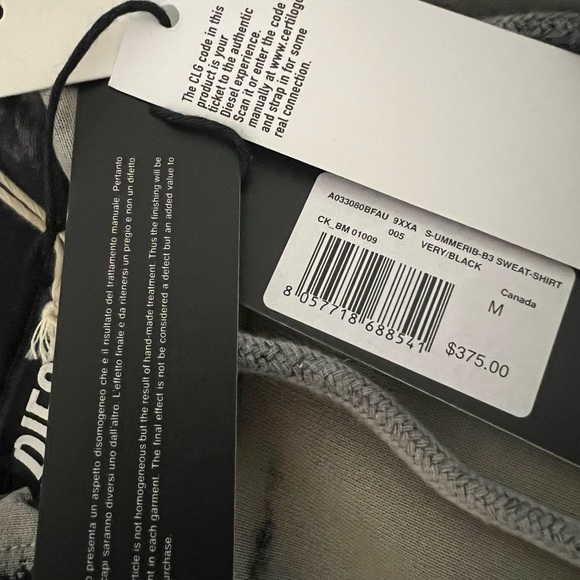 The CLG code in this
product is your
ticket to the authentic
Diesel experience.
Scan it or enter the code
manually at www.certilogo
and strap in for some
real connection.
A033080BFAU 9XXA S-UMMERIB-B3 SWEAT-SHIRT
CK_BM 01009 005 VERY/BLACK
Canada
M
8 057718 688541
$375.00
presenta un aspetto disomogeneo che è il risultato del trattamento manuale. Pertanto
capi saranno diversi uno dall'altro. L'effetto finale è da ritenersi un pregio e non un difetto
rticle is not homogeneous but the result of hand-made treatment. Thus the finishing will be
nt in each garment. The final effect is not be considered a defect but an added value to
urchase.
DIES